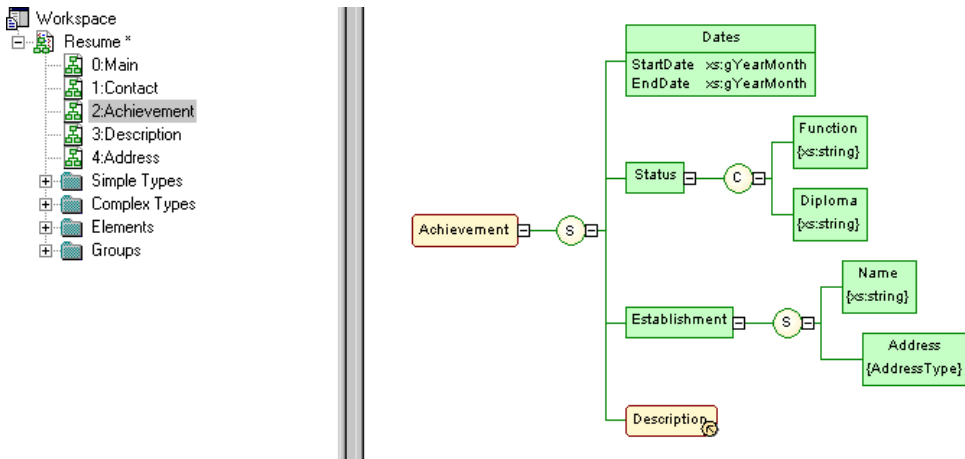 Workspace
Resume *
0:Main
1:Contact
2:Achievement
3:Description
4:Address
Simple Types
Complex Types
Elements
Groups
Dates
StartDate xs:gYearMonth
EndDate xs:gYearMonth
Function
{xs:string}
Status
C
Diploma
{xs:string}
Achievement
S
Name
{xs:string}
Establishment
S
Address
{AddressType}
Description